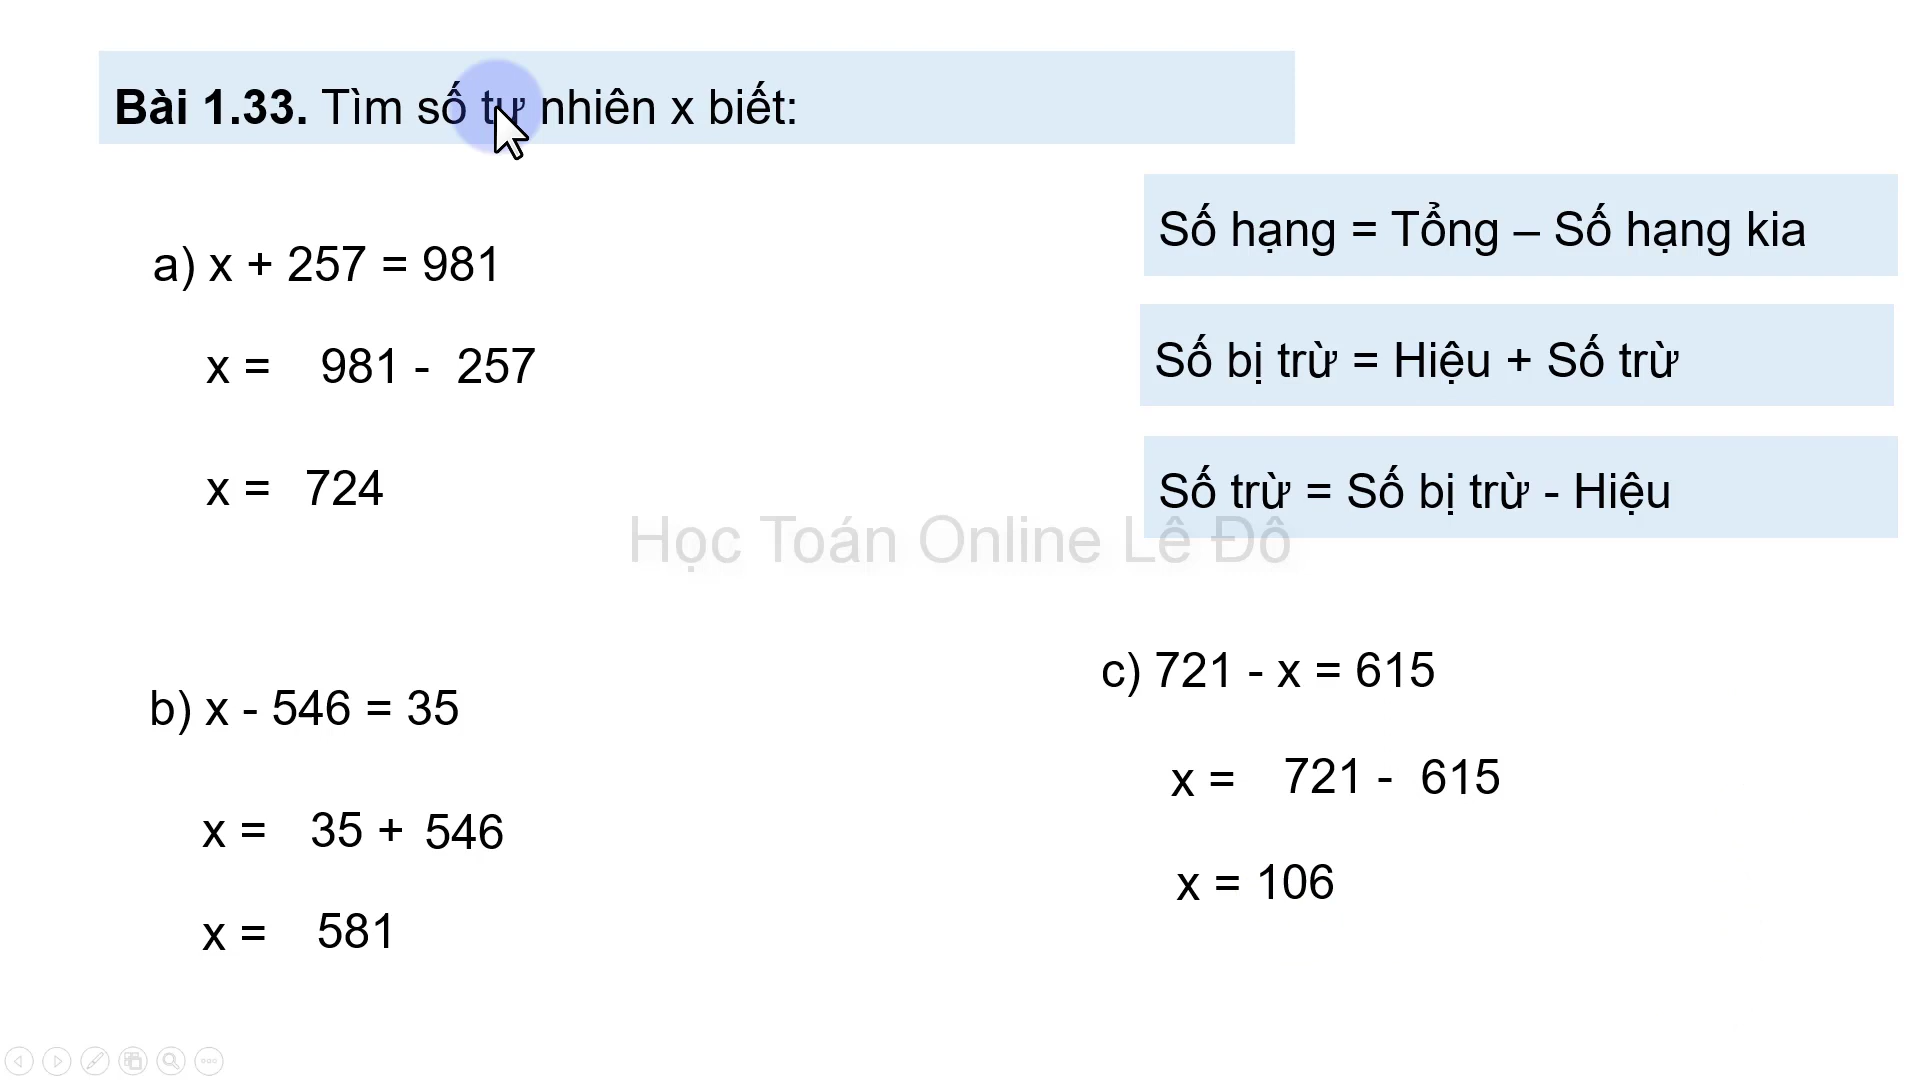 Bài 1.33. Tìm số tự nhiên x biết:
Số hạng = Tổng – Số hạng kia
a) x + 257 = 981
Số bị trừ = Hiệu + Số trừ
x = 981 - 257
x = 724
Số trừ = Số bị trừ - Hiệu
Học Toán Online Lê Đô
b) x - 546 = 35
x = 35 + 546
x = 581
c) 721 - x = 615
x = 721 - 615
x = 106